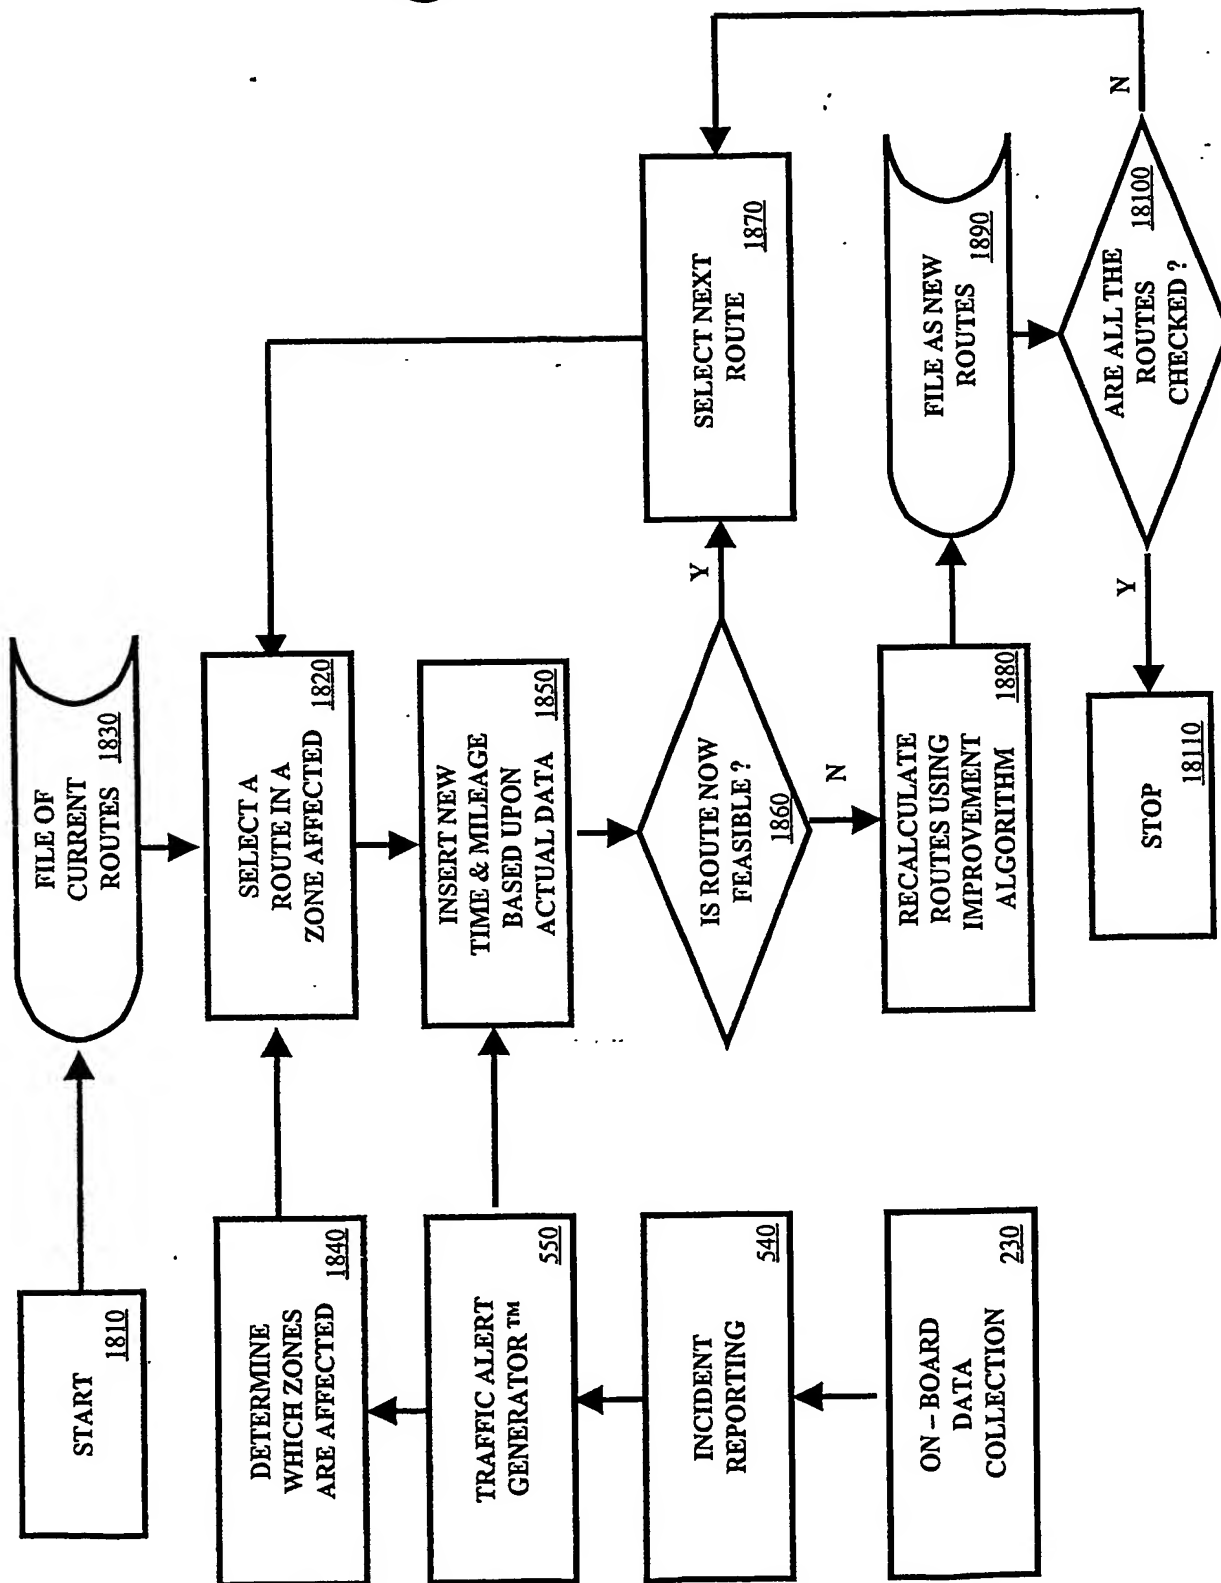 START
1810
FILE OF
CURRENT
ROUTES 1830
DETERMINE
WHICH ZONES
ARE AFFECTED
1840
SELECT A
ROUTE IN A
ZONE AFFECTED
1820
TRAFFIC ALERT
GENERATOR ™
550
INSERT NEW
TIME & MILEAGE
BASED UPON
ACTUAL DATA
1850
INCIDENT
REPORTING
540
IS ROUTE NOW
FEASIBLE ?
1860
Y
SELECT NEXT
ROUTE
1870
N
ON – BOARD
DATA
COLLECTION
230
RECALCULATE
ROUTES USING
IMPROVEMENT
ALGORITHM
1880
FILE AS NEW
ROUTES
1890
STOP
18110
Y
ARE ALL THE
ROUTES
CHECKED ?
18100
N